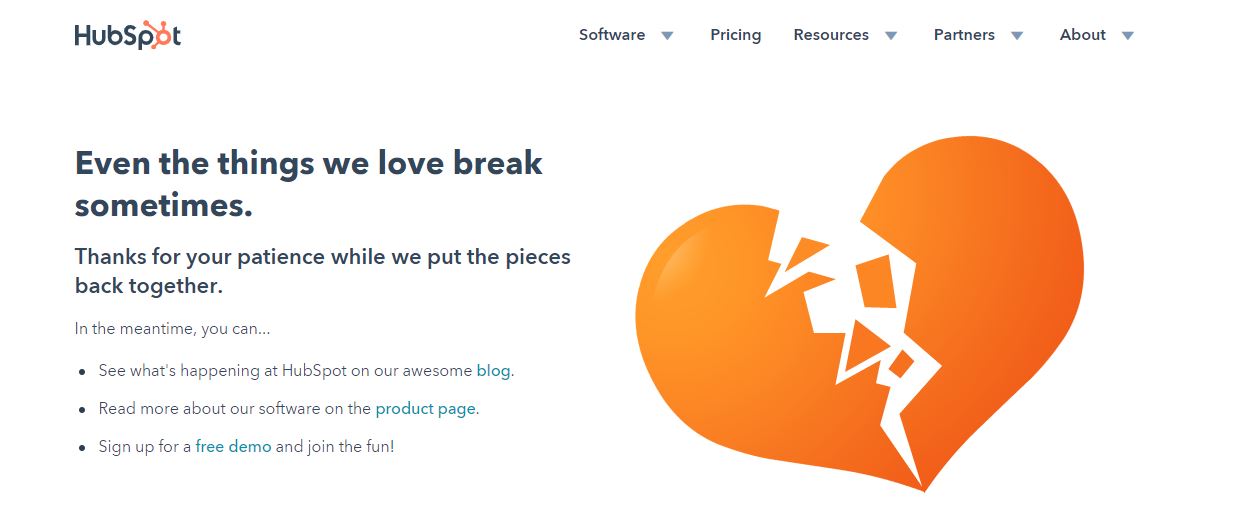 HubSpot
Software
Pricing
Resources
Partners
About
Even the things we love break
sometimes.
Thanks for your patience while we put the pieces
back together.
In the meantime, you can...
See what's happening at HubSpot on our awesome blog.
Read more about our software on the product page.
Sign up for a free demo and join the fun!